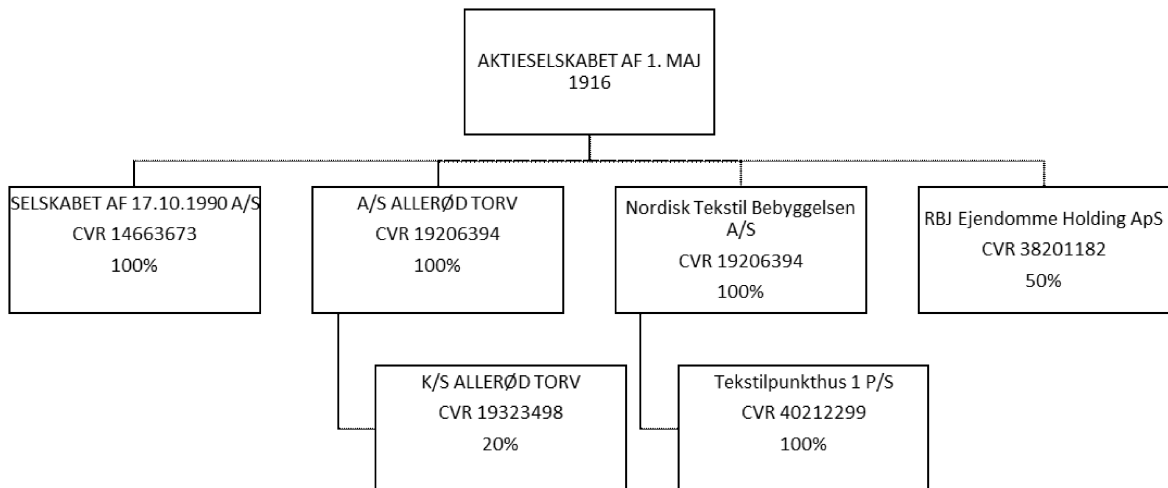 AKTIESELSKABET AF 1. MAJ
1916
SELSKABET AF 17.10.1990 A/S
CVR 14663673
100%
A/S ALLERØD TORV
CVR 19206394
100%
Nordisk Tekstil Bebyggelsen
A/S
CVR 19206394
100%
RBJ Ejendomme Holding ApS
CVR 38201182
50%
K/S ALLERØD TORV
CVR 19323498
20%
Tekstilpunkthus 1 P/S
CVR 40212299
100%